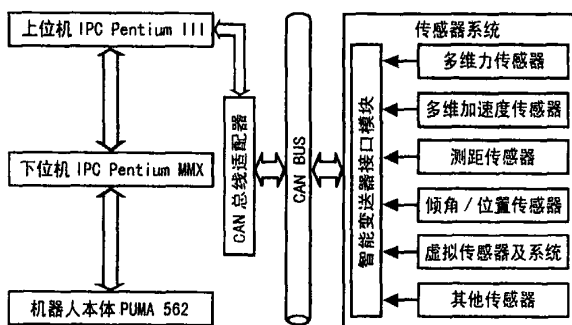 上位机 IPC Pentium III
下位机 IPC Pentium MMX
机器人本体 PUMA 562
CAN 总线适配器
CAN BUS
传感器系统
智能变送器接口模块
多维力传感器
多维加速度传感器
测距传感器
倾角/位置传感器
虚拟传感器及系统
其他传感器